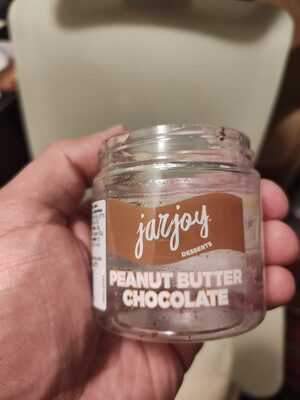 jarjoy
DESSERTS
PEANUT BUTTER
CHOCOLATE